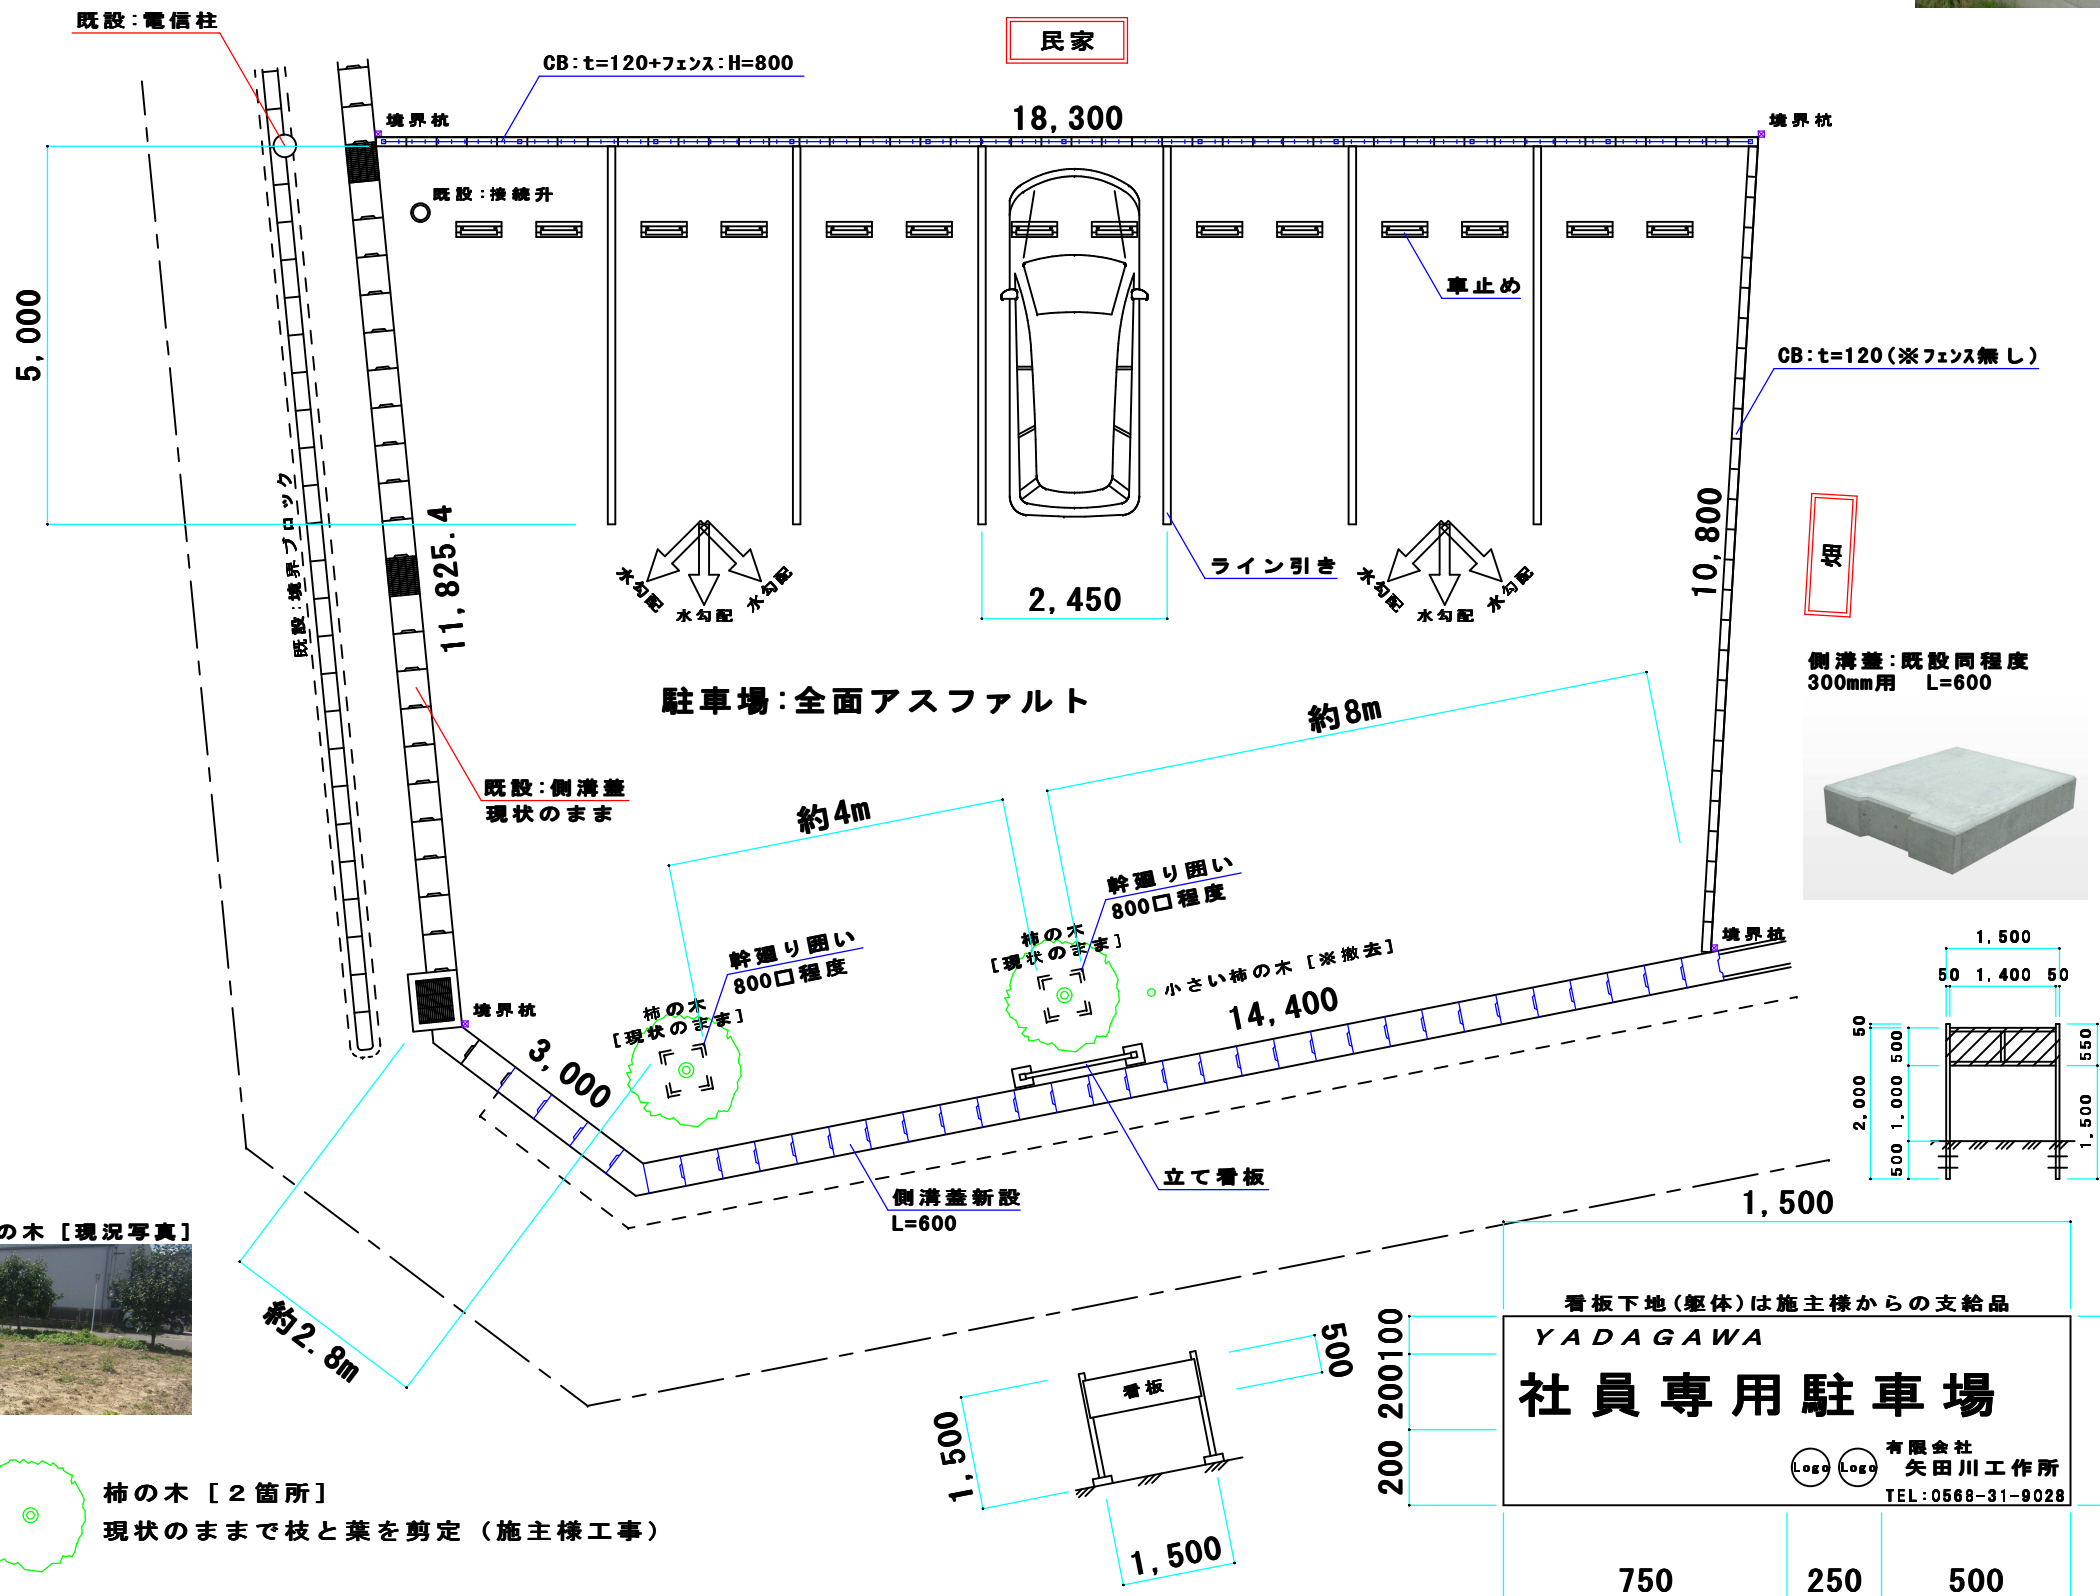 既設:電信柱
CB:t=120+フェンス:H=800
民家
18,300
境界杭
境界杭
既設:接続升
車止め
5,000
CB:t=120(※フェンス無し)
既設:境界ブロック
11,825.4
10,800
畑
水勾配
水勾配
水勾配
2,450
ライン引き
水勾配
水勾配
水勾配
側溝蓋:既設同程度
300mm用 L=600
駐車場:全面アスファルト
約8m
既設:側溝蓋
現状のまま
約4m
幹廻り囲い
800口程度
柿の木
[現状のまま]
幹廻り囲い
800口程度
柿の木
[現状のまま]
小さい柿の木 [※撤去]
14,400
境界杭
境界杭
3,000
1,500
50 1,400 50
50
500
550
2,000
1,000
1,500
500
側溝蓋新設
L=600
立て看板
の木 [現況写真]
約2.8m
1,500
看板下地(躯体)は施主様からの支給品
100
200
200
YADAGAWA
社員専用駐車場
Logo
Logo
有限会社
矢田川工作所
TEL:0568-31-9028
750
250
500
看板
500
1,500
1,500
柿の木 [2箇所]
現状のままで枝と葉を剪定 (施主様工事)